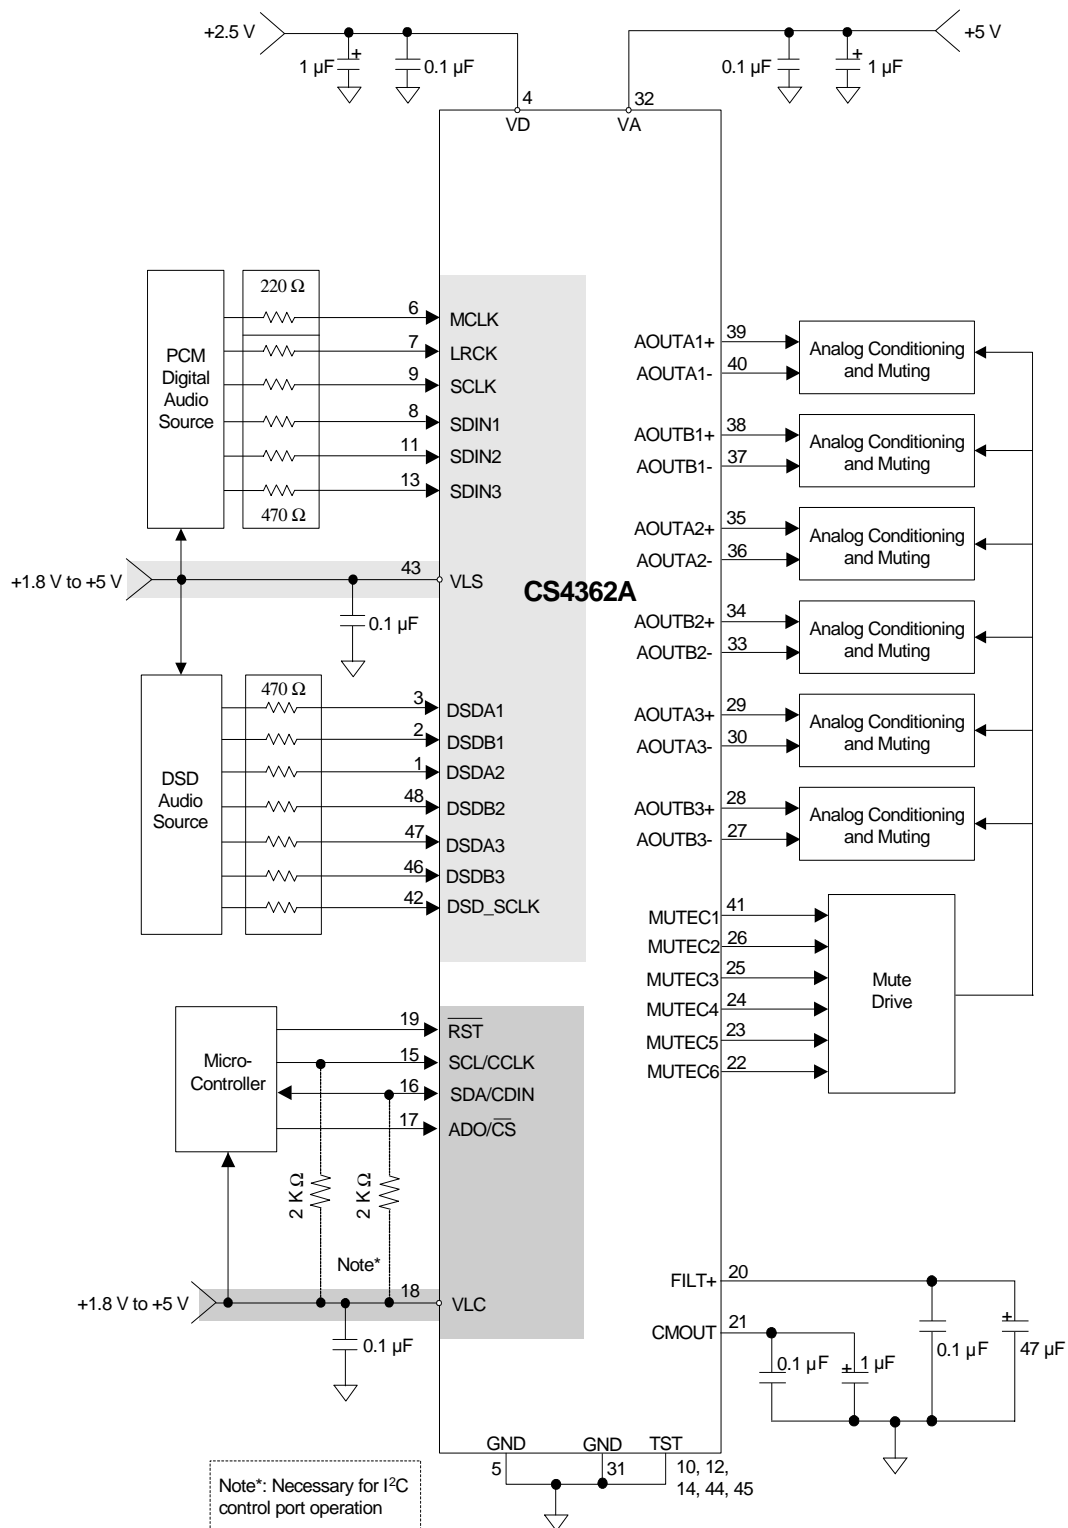 +2.5 V
+5 V
1 µF
+
0.1 µF
0.1 µF
+
1 µF
4
32
VD
VA
220 Ω
PCM
Digital
Audio
Source
6
MCLK
7
LRCK
9
SCLK
8
SDIN1
11
SDIN2
13
SDIN3
470 Ω
+1.8 V to +5 V
43
VLS
0.1 µF
CS4362A
470 Ω
DSD
Audio
Source
3
DSDA1
2
DSDB1
1
DSDA2
48
DSDB2
47
DSDA3
46
DSDB3
42
DSD_SCLK
Micro-
Controller
19
RST
15
SCL/CCLK
16
SDA/CDIN
17
ADO/CS
2 K Ω
2 K Ω
Note*
+1.8 V to +5 V
18
VLC
0.1 µF
AOUTA1+
39
AOUTA1-
40
Analog Conditioning
and Muting
AOUTB1+
38
AOUTB1-
37
Analog Conditioning
and Muting
AOUTA2+
35
AOUTA2-
36
Analog Conditioning
and Muting
AOUTB2+
34
AOUTB2-
33
Analog Conditioning
and Muting
AOUTA3+
29
AOUTA3-
30
Analog Conditioning
and Muting
AOUTB3+
28
AOUTB3-
27
Analog Conditioning
and Muting
MUTEC1
41
MUTEC2
26
MUTEC3
25
MUTEC4
24
MUTEC5
23
MUTEC6
22
Mute
Drive
FILT+
20
CMOUT
21
0.1 µF
+
1 µF
0.1 µF
+
47 µF
GND
GND
TST
5
31
10, 12,
14, 44, 45
Note*: Necessary for I²C
control port operation